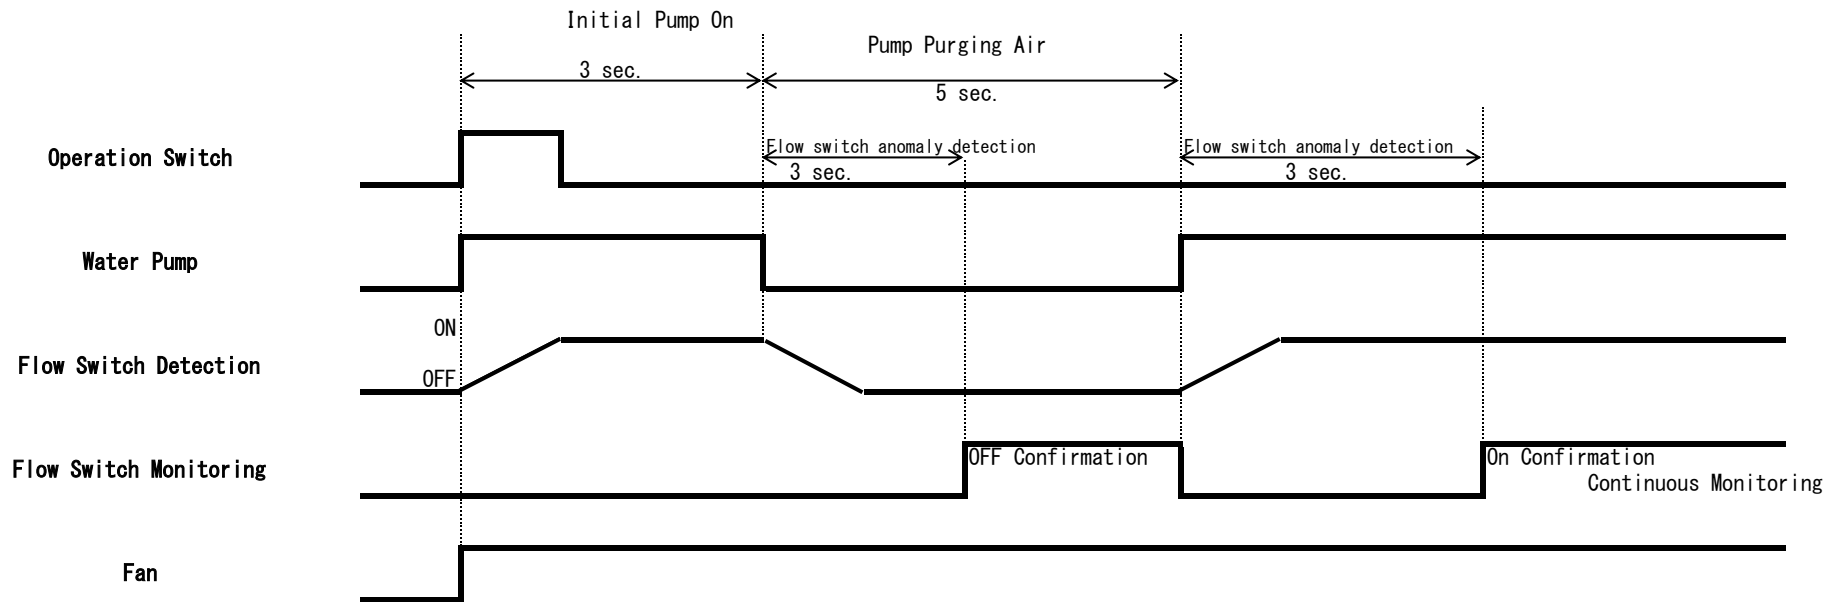 Initial Pump On
Pump Purging Air
3 sec.
5 sec.
Operation Switch
Flow switch anomaly detection
3 sec.
Flow switch anomaly detection
3 sec.
Water Pump
ON
Flow Switch Detection
OFF
Flow Switch Monitoring
OFF Confirmation
On Confirmation
Continuous Monitoring
Fan